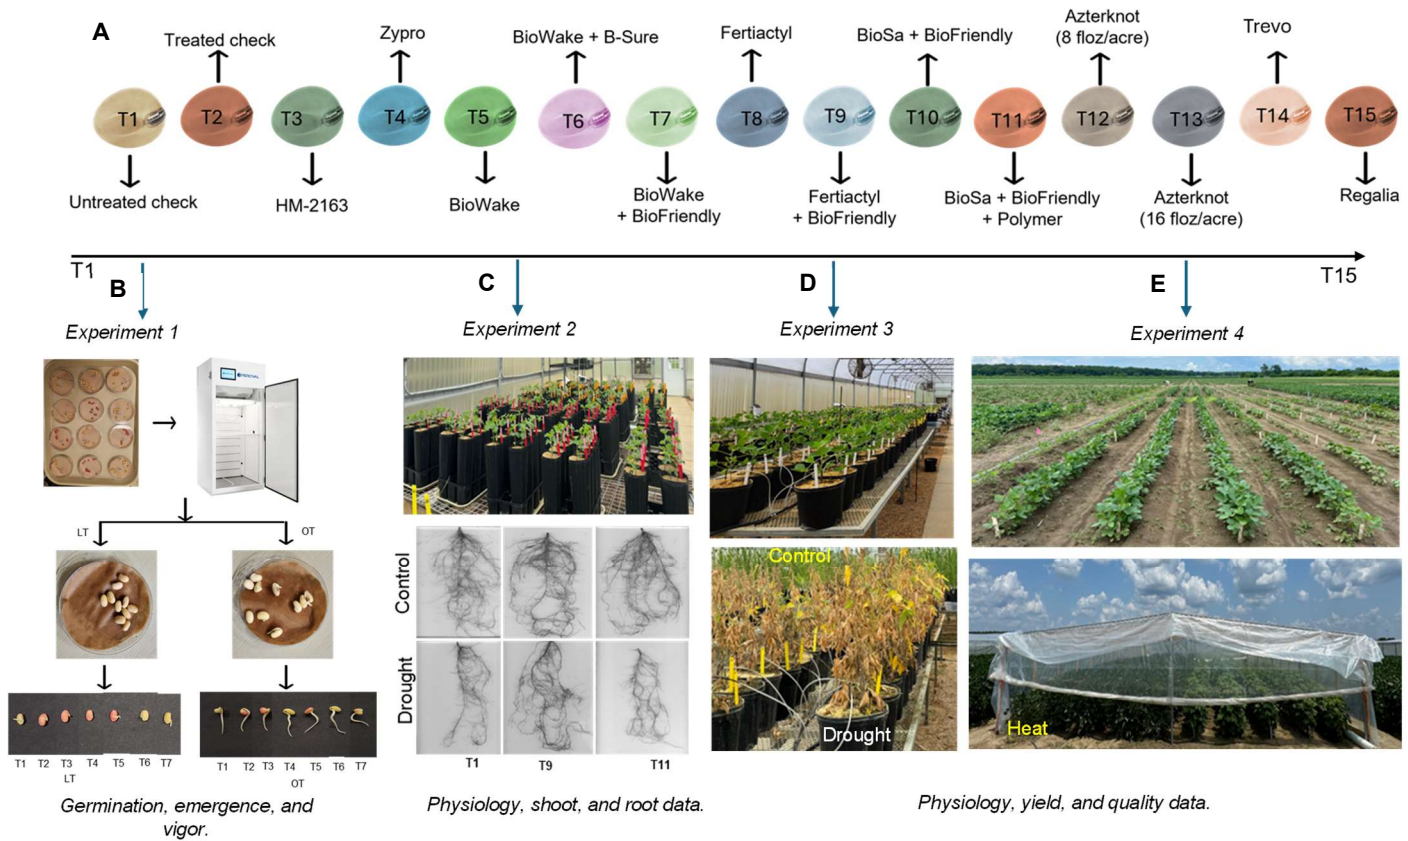 A
Treated check
Zypro
BioWake + B-Sure
Fertiactyl
BioSa + BioFriendly
Azterknot
(8 floz/acre)
Trevo
T1
T2
T3
T4
T5
T6
T7
T8
T9
T10
T11
T12
T13
T14
T15
Untreated check
HM-2163
BioWake
BioWake
+ BioFriendly
Fertiactyl
+ BioFriendly
BioSa + BioFriendly
+ Polymer
Azterknot
(16 floz/acre)
Regalia
T1
T15
B
Experiment 1
C
Experiment 2
D
Experiment 3
E
Experiment 4
PERCIVAL
LT
OT
T1 T2 T3 T4 T5 T6 T7
LT
T1 T2 T3 T4 T5 T6 T7
OT
Germination, emergence, and
vigor.
Control
Drought
T1 T9 T11
Physiology, shoot, and root data.
Control
Drought
Heat
Physiology, yield, and quality data.